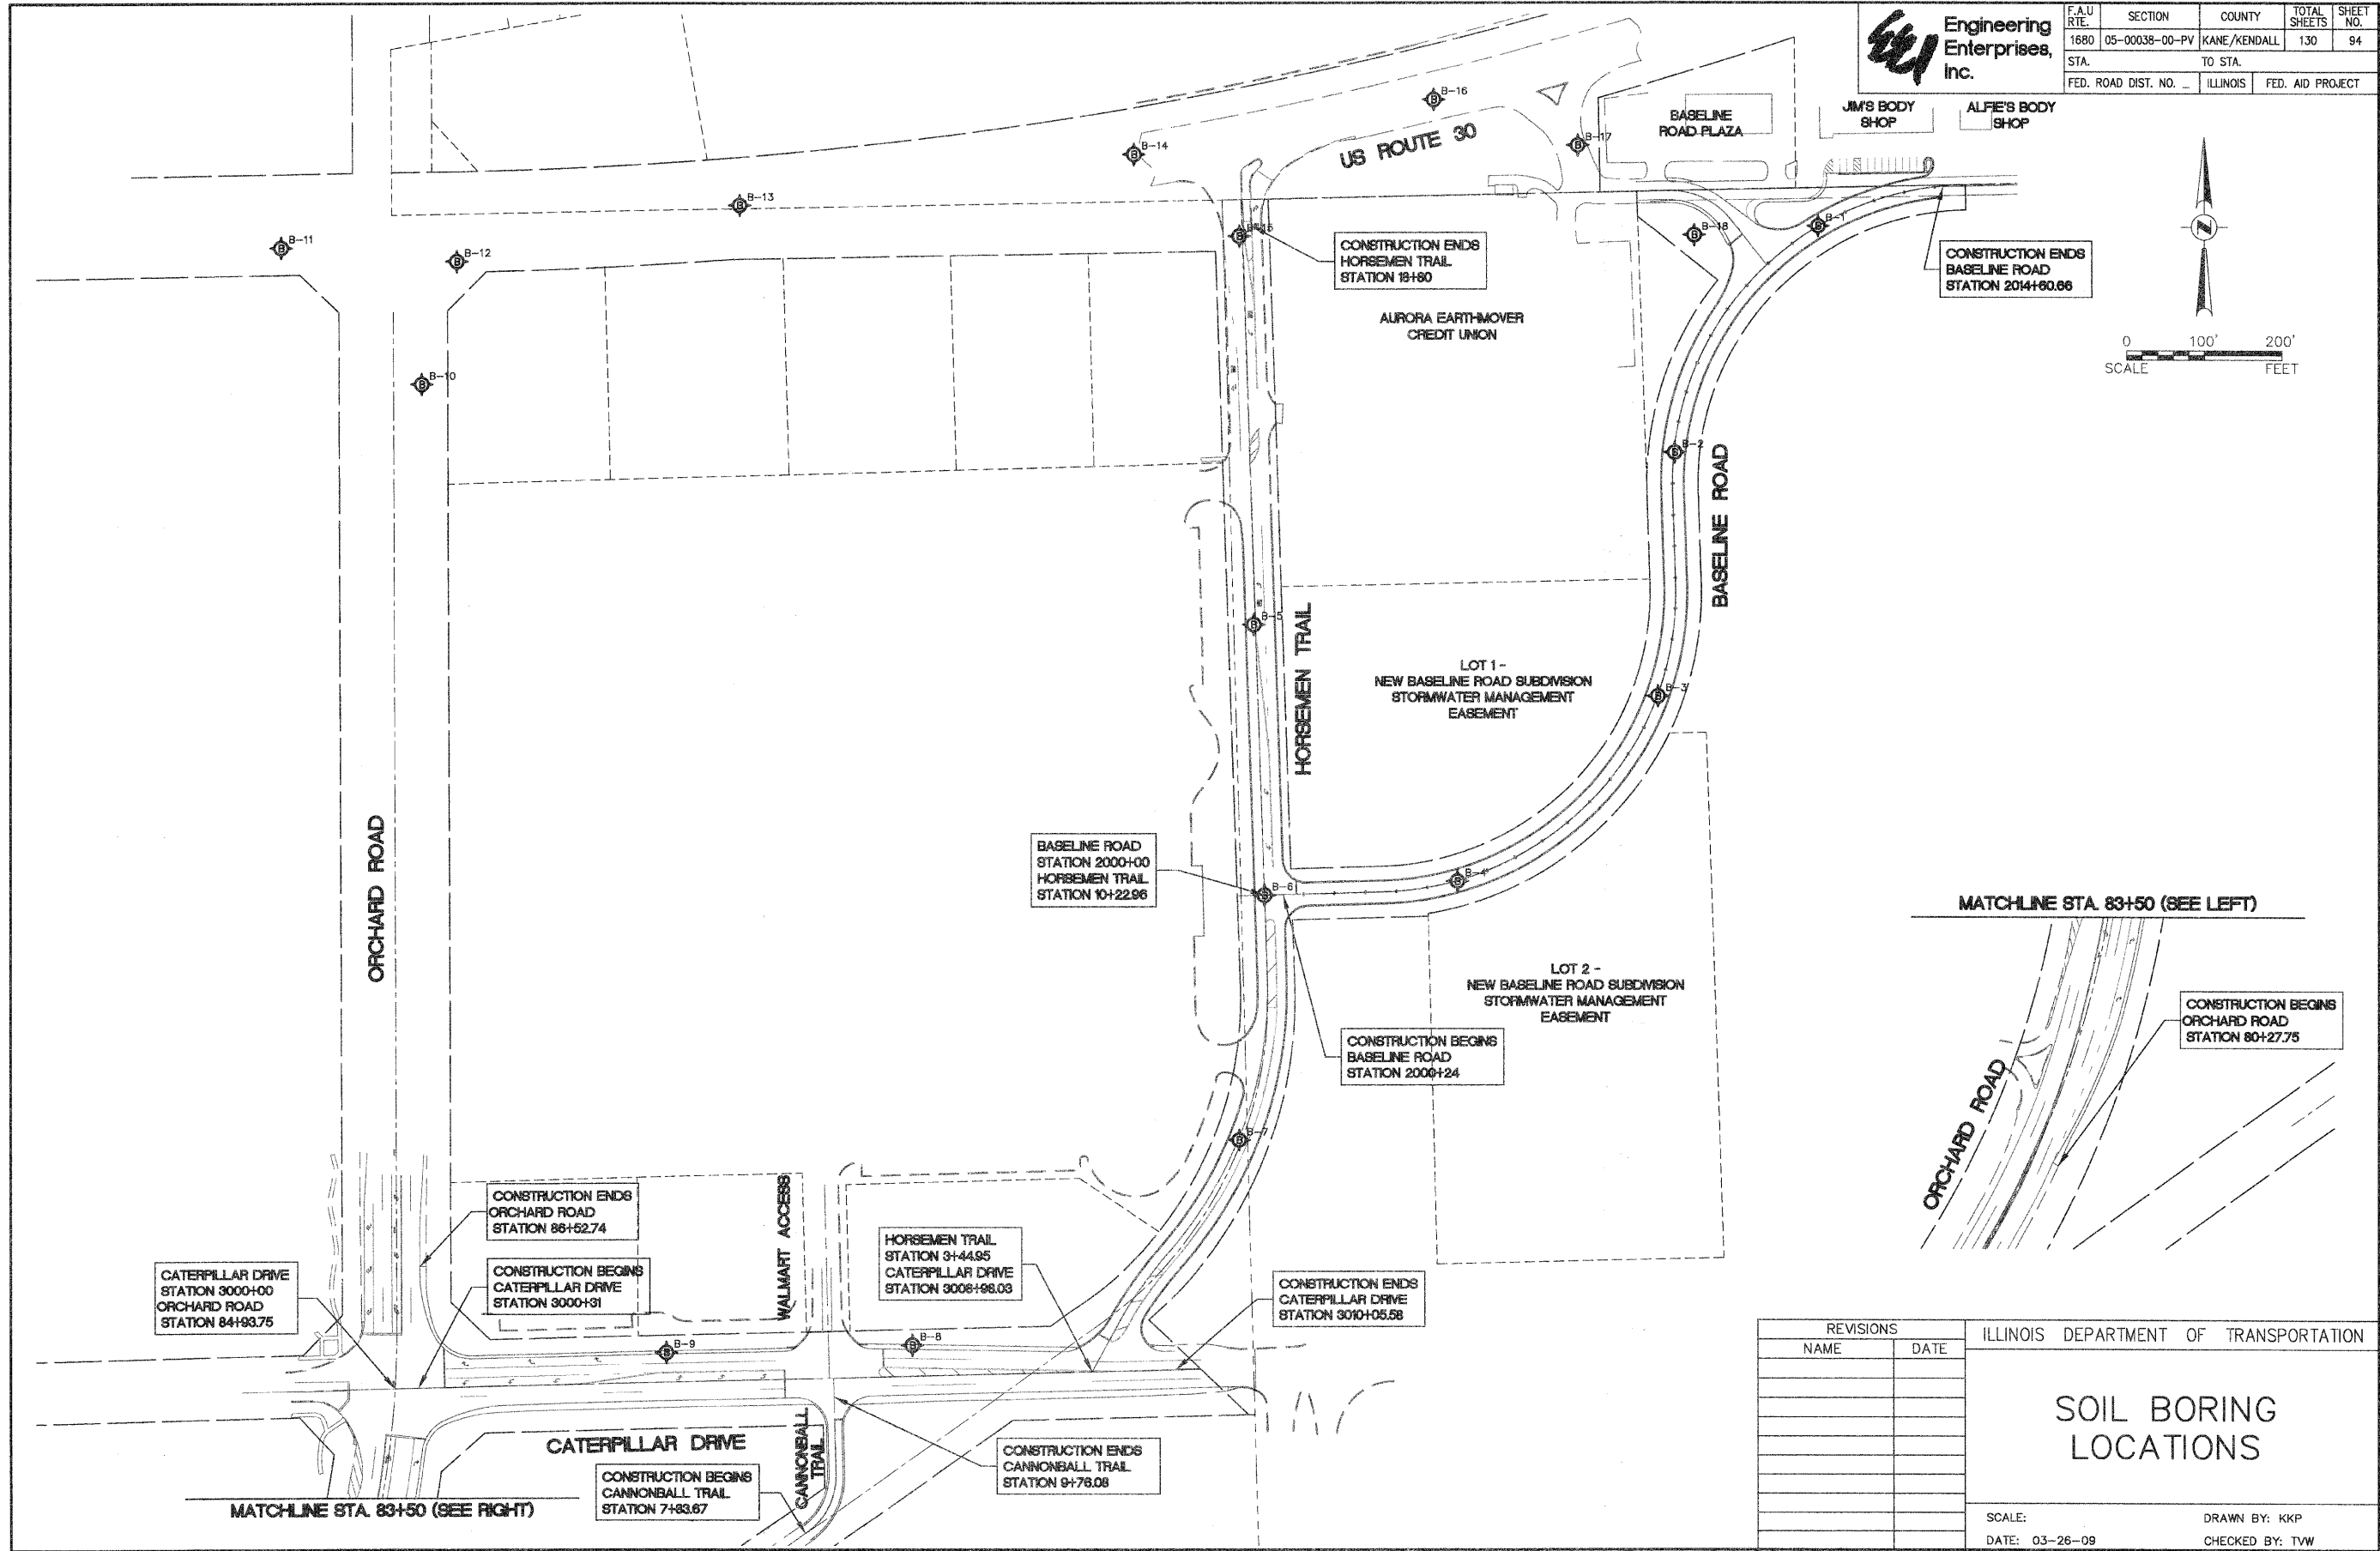 Engineering
Enterprises,
Inc.
F.A.U RTE. SECTION COUNTY TOTAL SHEETS SHEET NO.
1680 05-00038-00-PV KANE/KENDALL 130 94
STA. TO STA.
FED. ROAD DIST. NO. _ ILLINOIS FED. AID PROJECT
B-16
B-14
B-17
B-13
US ROUTE 30
BASELINE
ROAD PLAZA
JIM'S BODY
SHOP
ALFIE'S BODY
SHOP
B-11
B-12
B-15
B-18
B-1
CONSTRUCTION ENDS
HORSEMEN TRAIL
STATION 18+80
CONSTRUCTION ENDS
BASELINE ROAD
STATION 2014+60.66
AURORA EARTHMOVER
CREDIT UNION
N
0 100' 200'
SCALE FEET
B-10
B-2
BASELINE ROAD
B-5
HORSEMEN TRAIL
LOT 1 -
NEW BASELINE ROAD SUBDIVISION
STORMWATER MANAGEMENT
EASEMENT
B-3
ORCHARD ROAD
BASELINE ROAD
STATION 2000+00
HORSEMEN TRAIL
STATION 10+22.96
B-6
B-4
MATCHLINE STA. 83+50 (SEE LEFT)
LOT 2 -
NEW BASELINE ROAD SUBDIVISION
STORMWATER MANAGEMENT
EASEMENT
CONSTRUCTION BEGINS
ORCHARD ROAD
STATION 80+27.75
ORCHARD ROAD
CONSTRUCTION BEGINS
BASELINE ROAD
STATION 2000+24
B-7
CONSTRUCTION ENDS
ORCHARD ROAD
STATION 86+52.74
WALMART ACCESS
HORSEMEN TRAIL
STATION 3+44.95
CATERPILLAR DRIVE
STATION 3008+98.03
CATERPILLAR DRIVE
STATION 3000+00
ORCHARD ROAD
STATION 84+93.75
CONSTRUCTION BEGINS
CATERPILLAR DRIVE
STATION 3000+31
CONSTRUCTION ENDS
CATERPILLAR DRIVE
STATION 3010+05.58
B-9
B-8
CATERPILLAR DRIVE
CANNONBALL
TRAIL
CONSTRUCTION BEGINS
CANNONBALL TRAIL
STATION 7+83.67
CONSTRUCTION ENDS
CANNONBALL TRAIL
STATION 9+76.08
MATCHLINE STA. 83+50 (SEE RIGHT)
REVISIONS
NAME DATE
ILLINOIS DEPARTMENT OF TRANSPORTATION
SOIL BORING
LOCATIONS
SCALE: DRAWN BY: KKP
DATE: 03-26-09 CHECKED BY: TVW